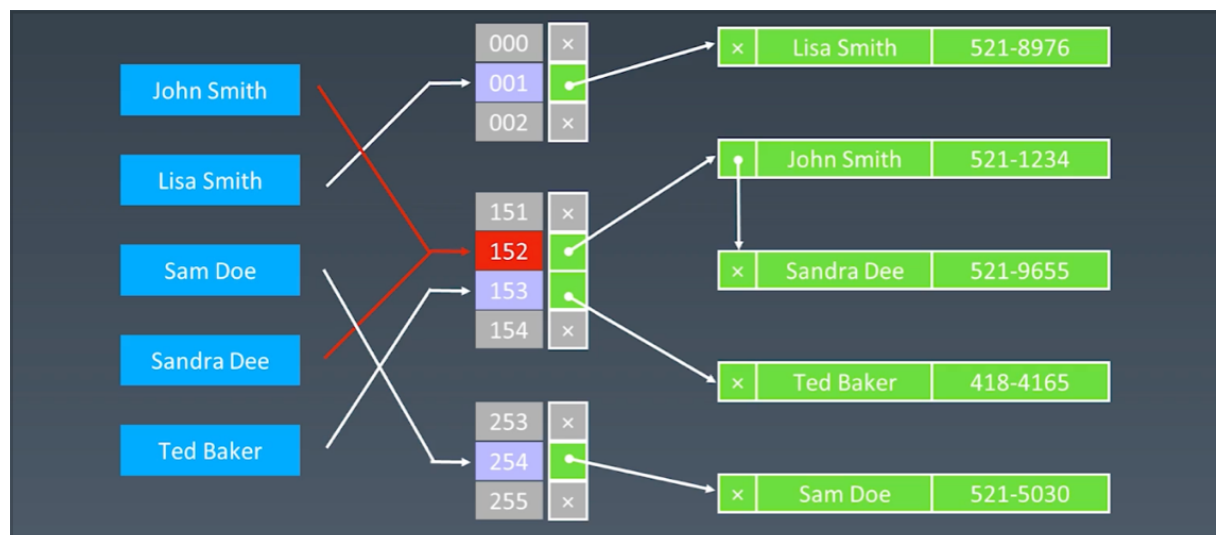 John Smith
Lisa Smith
Sam Doe
Sandra Dee
Ted Baker
000 ×
001
002 ×
151 ×
152
153
154 ×
253 ×
254
255 ×
× Lisa Smith 521-8976
John Smith 521-1234
× Sandra Dee 521-9655
× Ted Baker 418-4165
× Sam Doe 521-5030